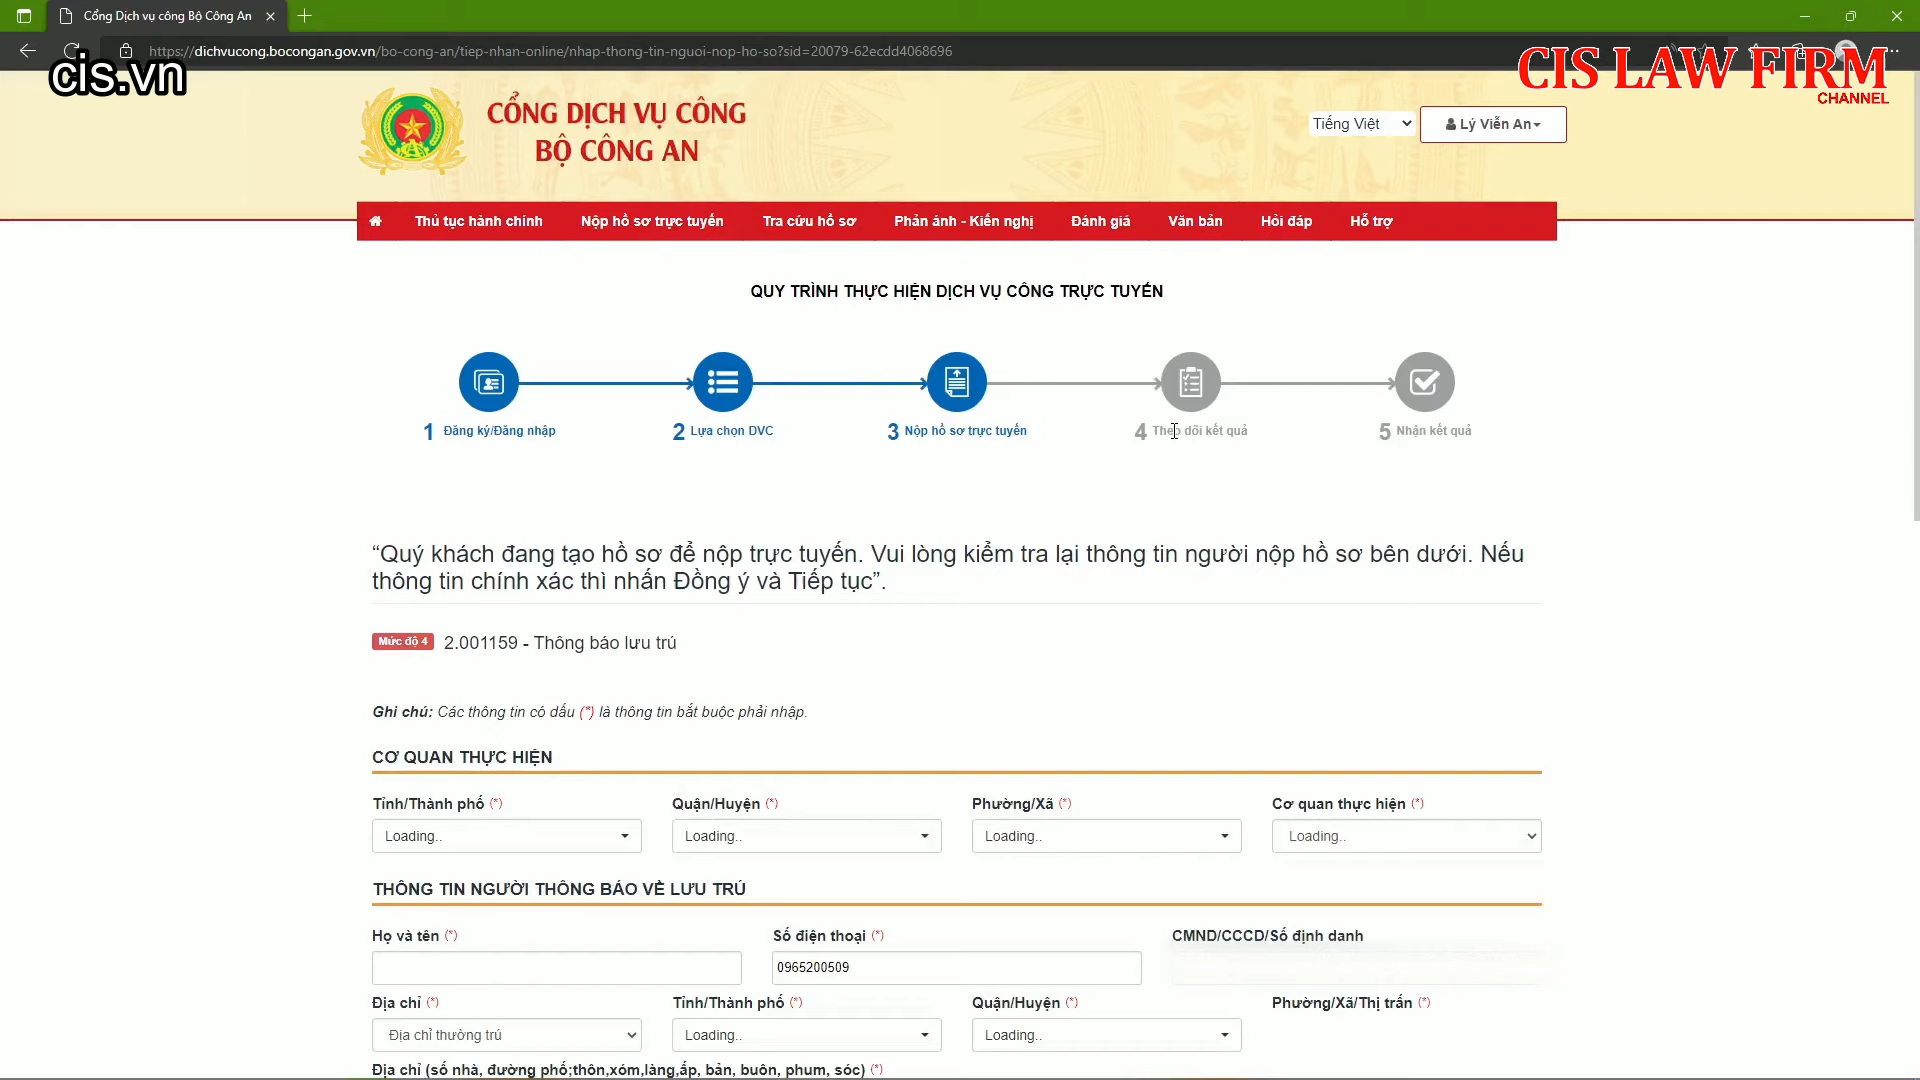 Cổng Dịch vụ công Bộ Công An
https://dichvucong.bocongan.gov.vn/bo-cong-an/tiep-nhan-online/nhap-thong-tin-nguoi-nop-ho-so?sid=20079-62ecdd4068696
cis.vn
CIS LAW FIRM
CHANNEL
CỔNG DỊCH VỤ CÔNG
BỘ CÔNG AN
Tiếng Việt
Lý Viễn An
Thủ tục hành chính Nộp hồ sơ trực tuyến Tra cứu hồ sơ Phản ánh - Kiến nghị Đánh giá Văn bản Hỏi đáp Hỗ trợ
QUY TRÌNH THỰC HIỆN DỊCH VỤ CÔNG TRỰC TUYẾN
1 Đăng ký/Đăng nhập 2 Lựa chọn DVC 3 Nộp hồ sơ trực tuyến 4 Theo dõi kết quả 5 Nhận kết quả
“Quý khách đang tạo hồ sơ để nộp trực tuyến. Vui lòng kiểm tra lại thông tin người nộp hồ sơ bên dưới. Nếu
thông tin chính xác thì nhấn Đồng ý và Tiếp tục”.
Mức độ 4 2.001159 - Thông báo lưu trú
Ghi chú: Các thông tin có dấu (*) là thông tin bắt buộc phải nhập.
CƠ QUAN THỰC HIỆN
Tỉnh/Thành phố (*) Quận/Huyện (*) Phường/Xã (*) Cơ quan thực hiện (*)
Loading.. Loading.. Loading.. Loading..
THÔNG TIN NGƯỜI THÔNG BÁO VỀ LƯU TRÚ
Họ và tên (*) Số điện thoại (*) CMND/CCCD/Số định danh
0965200509
Địa chỉ (*) Tỉnh/Thành phố (*) Quận/Huyện (*) Phường/Xã/Thị trấn (*)
Địa chỉ thường trú Loading.. Loading..
Địa chỉ (số nhà, đường phố;thôn,xóm,làng,ấp, bản, buôn, phum, sóc) (*)